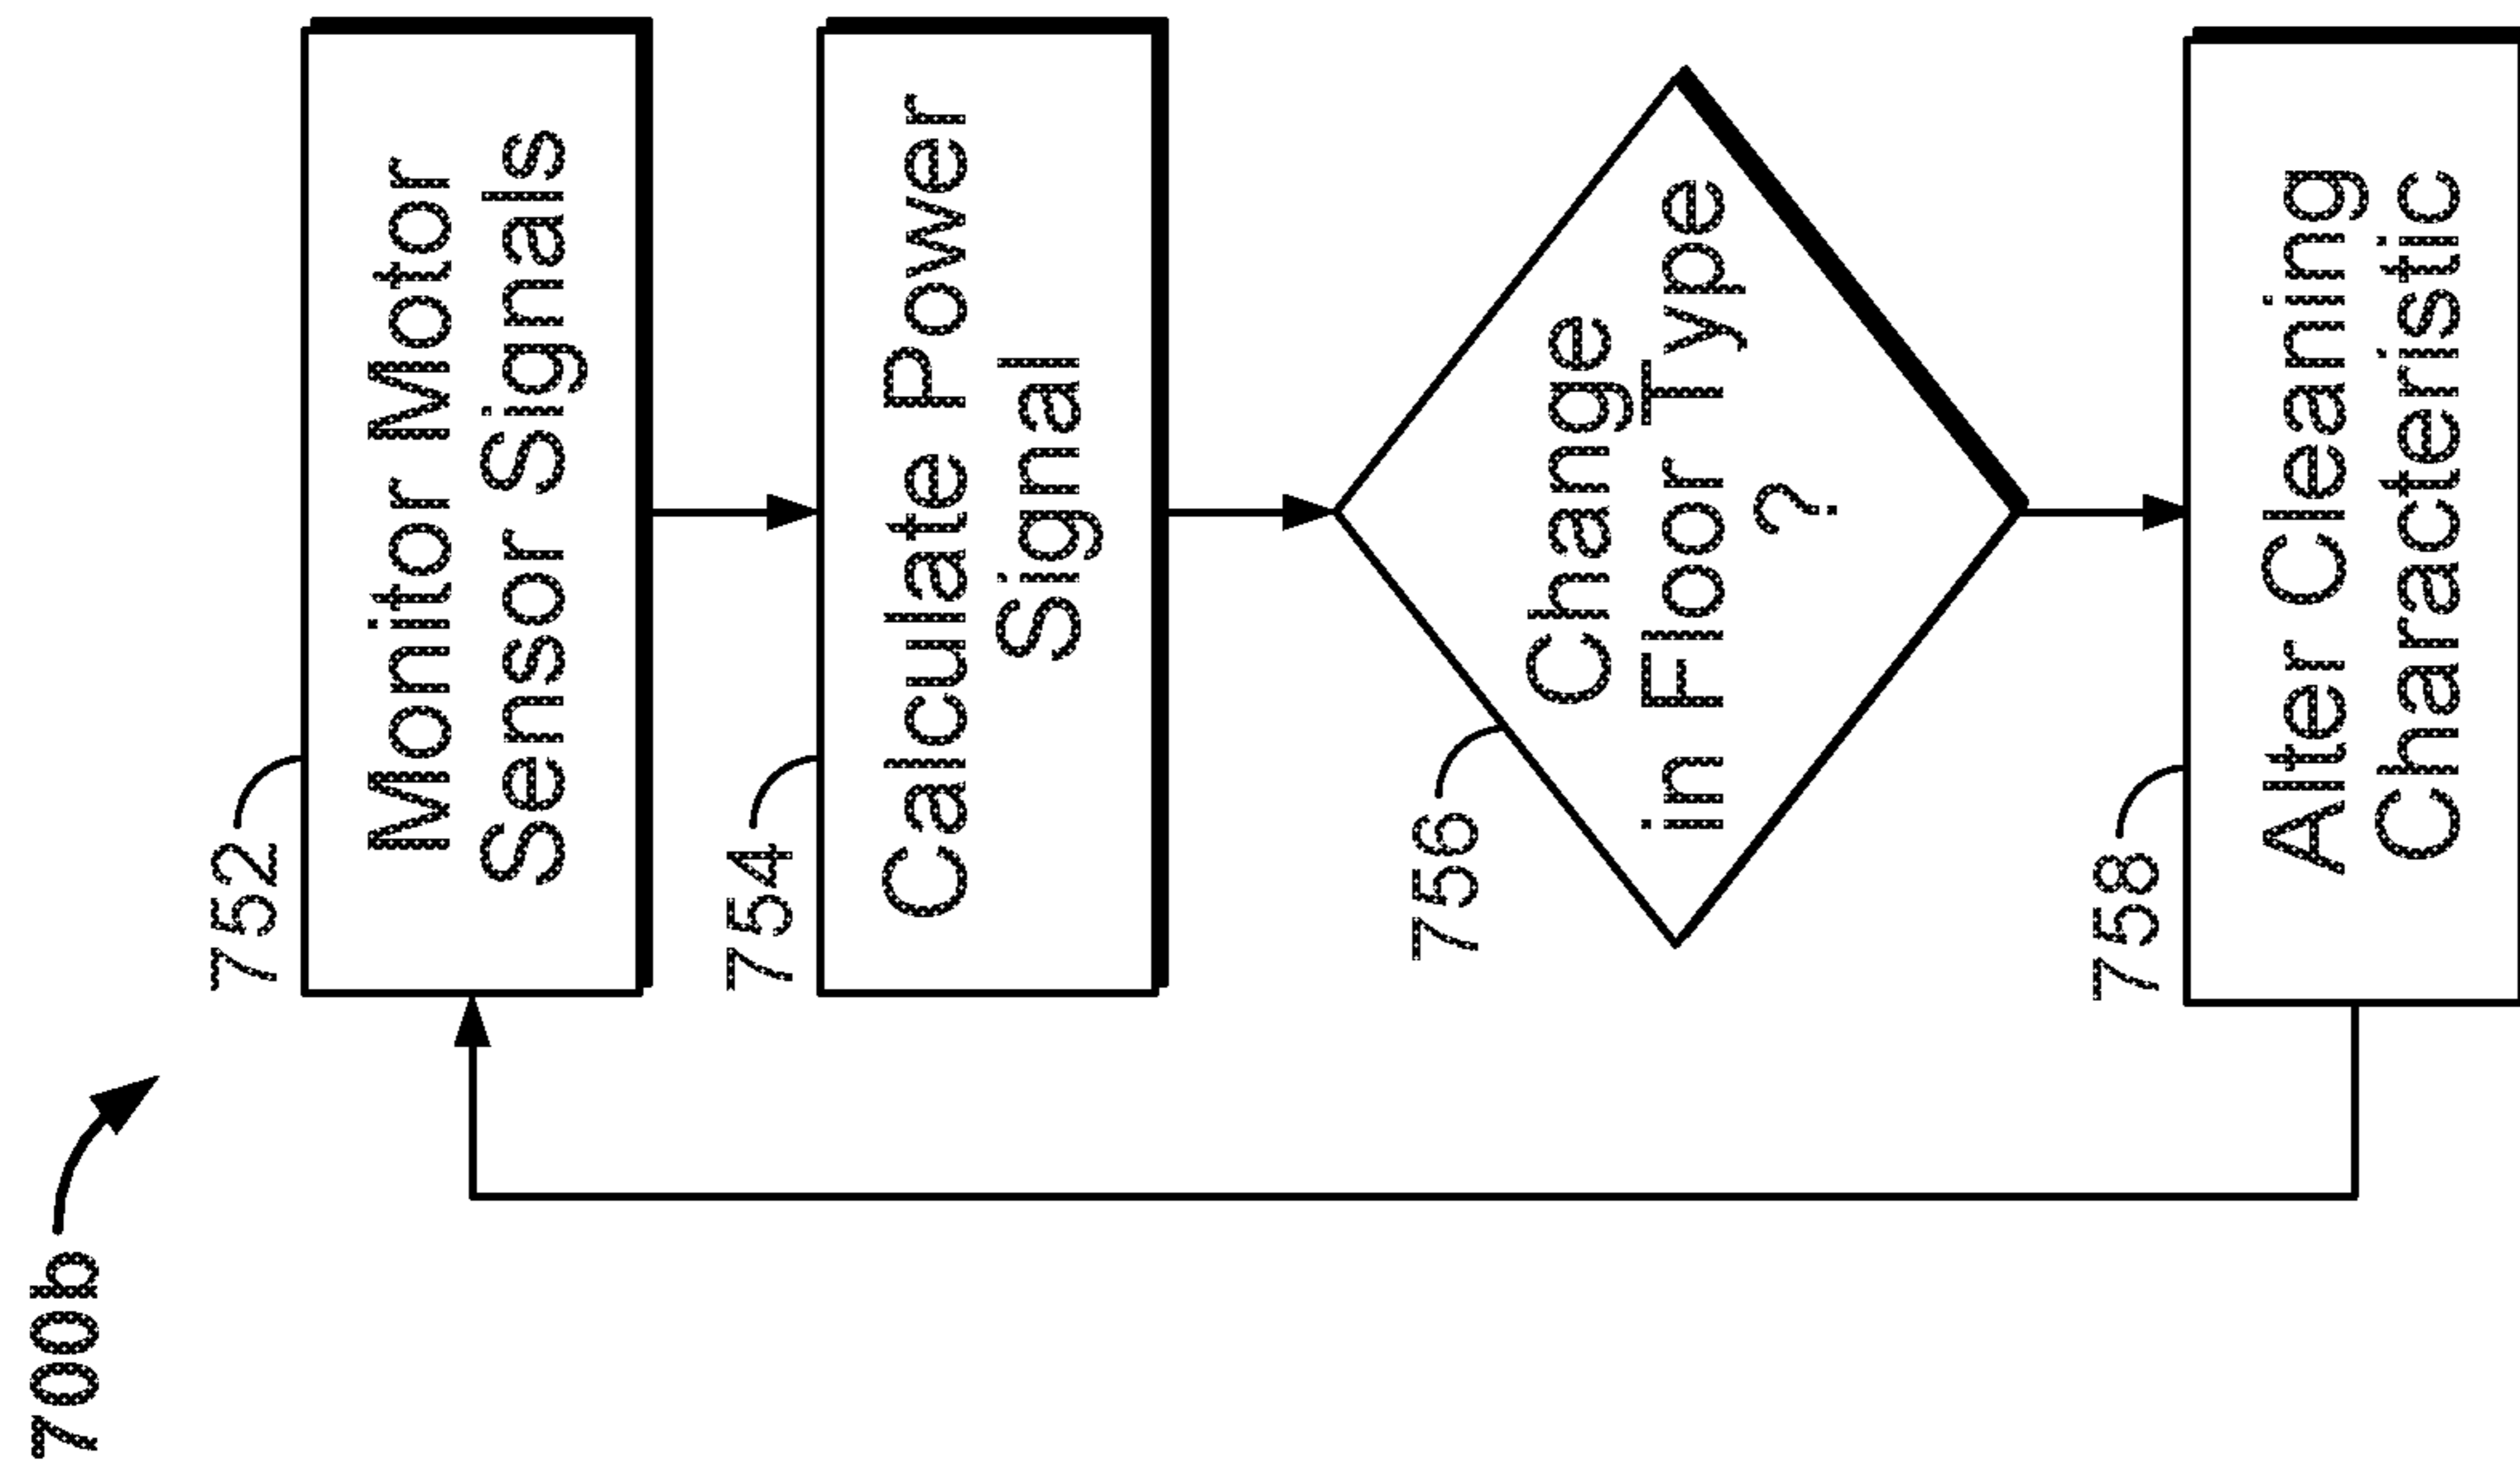 700b
752
Monitor Motor
Sensor Signals
754
Calculate Power
Signal
756
Change
in Floor Type
?
758
Alter Cleaning
Characteristic